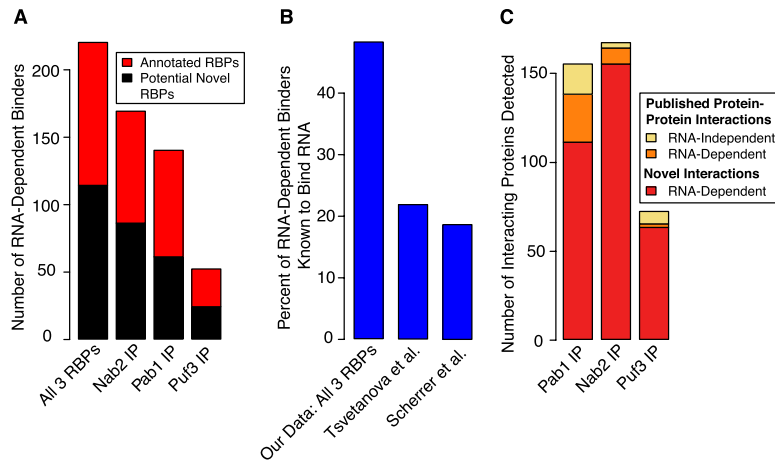 A
Number of RNA-Dependent Binders
200
150
100
50
0
Annotated RBPs
Potential Novel
RBPs
All 3 RBPs
Nab2 IP
Pab1 IP
Puf3 IP
B
Percent of RNA-Dependent Binders
Known to Bind RNA
40
30
20
10
0
Our Data: All 3 RBPs
Tsvetanova et al.
Scherrer et al.
C
Number of Interacting Proteins Detected
150
100
50
0
Published Protein-
Protein Interactions
RNA-Independent
RNA-Dependent
Novel Interactions
RNA-Dependent
Pab1 IP
Nab2 IP
Puf3 IP